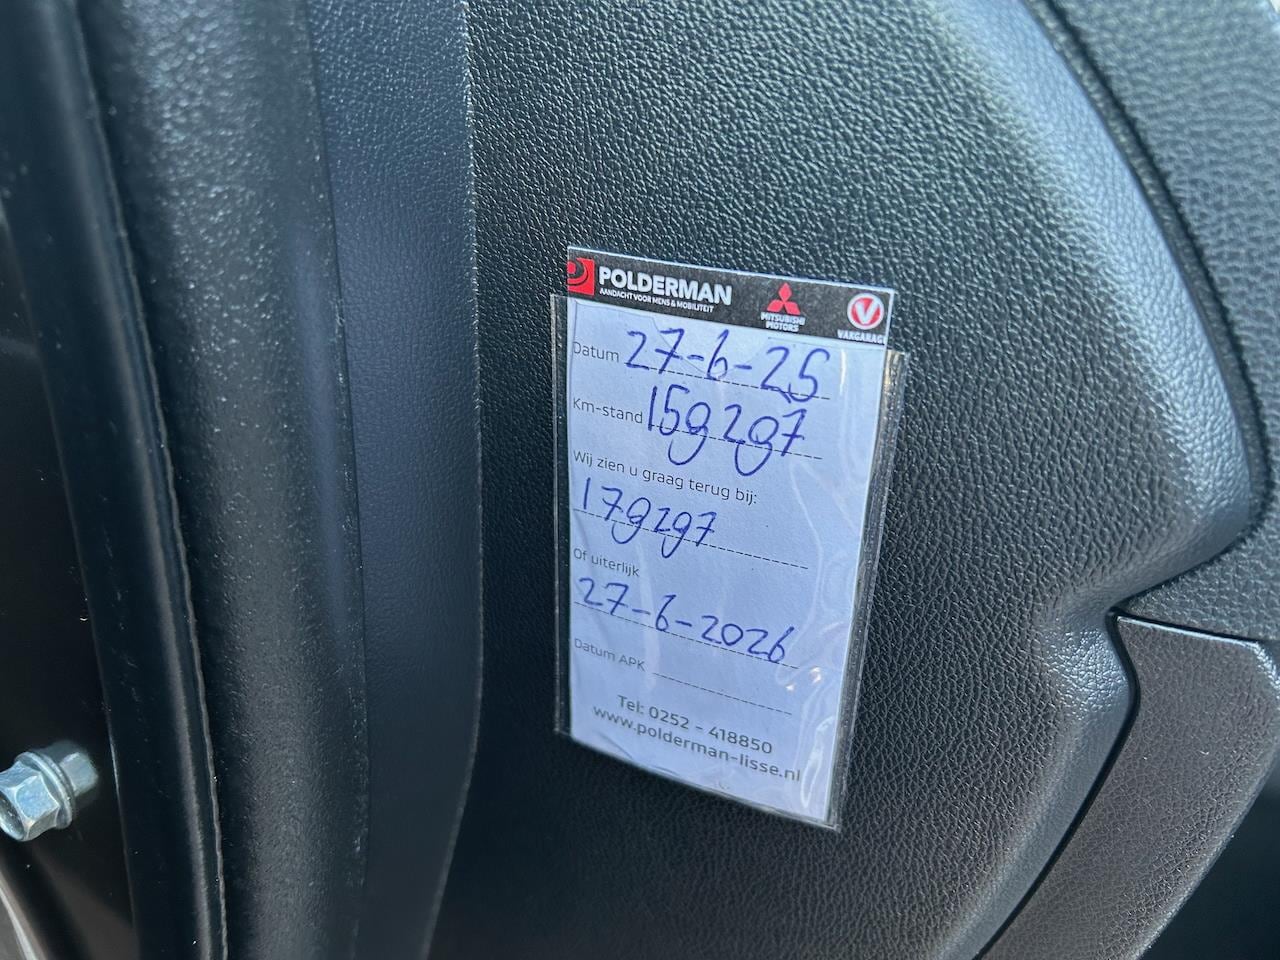 POLDERMAN
AANDACHT VOOR MENS & MOBILITEIT
MITSUBISHI
MOTORS
V
VAKGARAGE
Datum 27-6-25
Km-stand 159297
Wij zien u graag terug bij:
179297
Of uiterlijk
27-6-2026
Datum APK
Tel: 0252 - 418850
www.polderman-lisse.nl